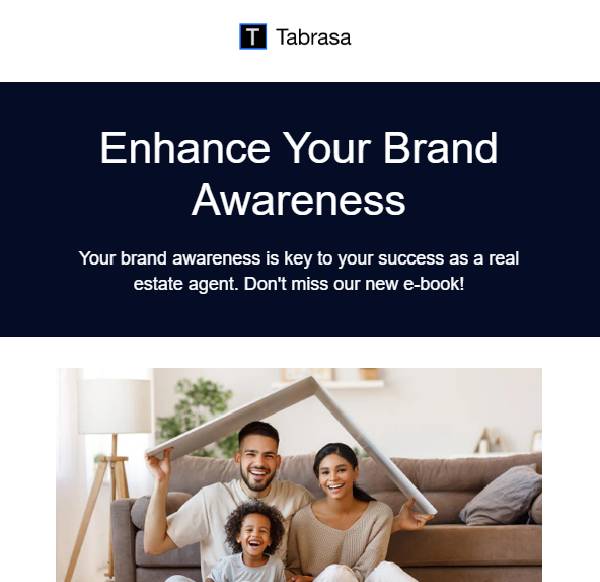 T Tabrasa
Enhance Your Brand
Awareness
Your brand awareness is key to your success as a real
estate agent. Don't miss our new e-book!